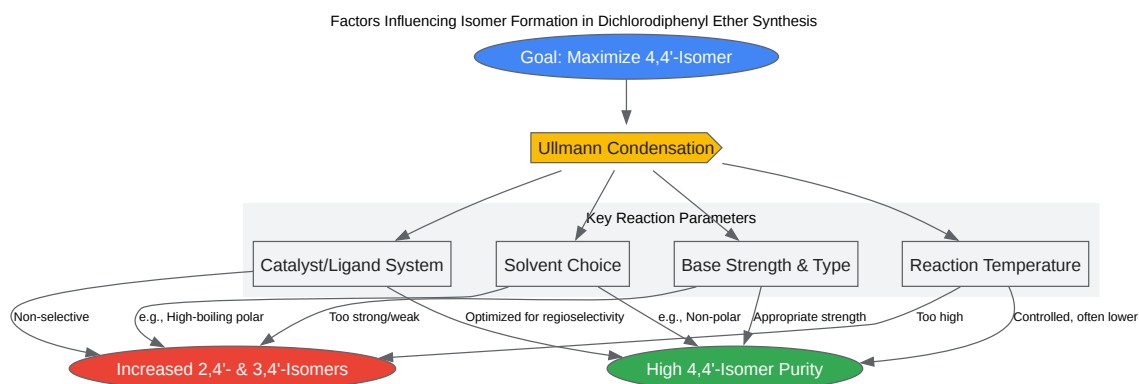 Factors Influencing Isomer Formation in Dichlorodiphenyl Ether Synthesis
Goal: Maximize 4,4'-Isomer
Ullmann Condensation
Key Reaction Parameters
Catalyst/Ligand System
Solvent Choice
Base Strength & Type
Reaction Temperature
Non-selective
e.g., High-boiling polar
Too strong/weak
Optimized for regioselectivity
e.g., Non-polar
Appropriate strength
Too high
Controlled, often lower
Increased 2,4'- & 3,4'-Isomers
High 4,4'-Isomer Purity